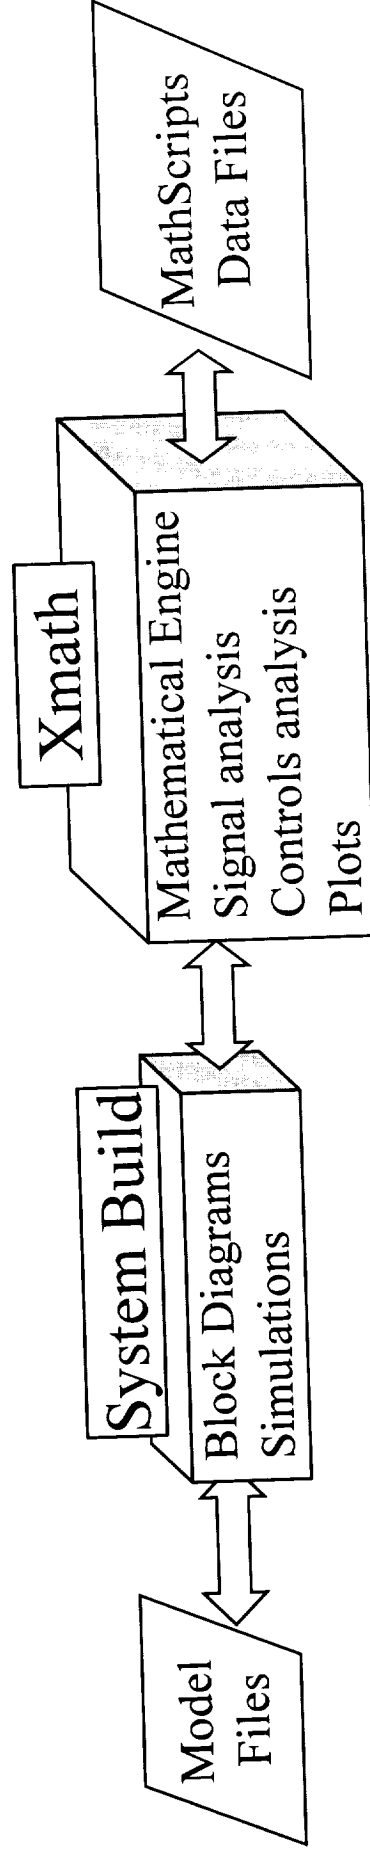 Model
Files
System Build
Block Diagrams
Simulations
Xmath
Mathematical Engine
Signal analysis
Controls analysis
Plots
MathScripts
Data Files